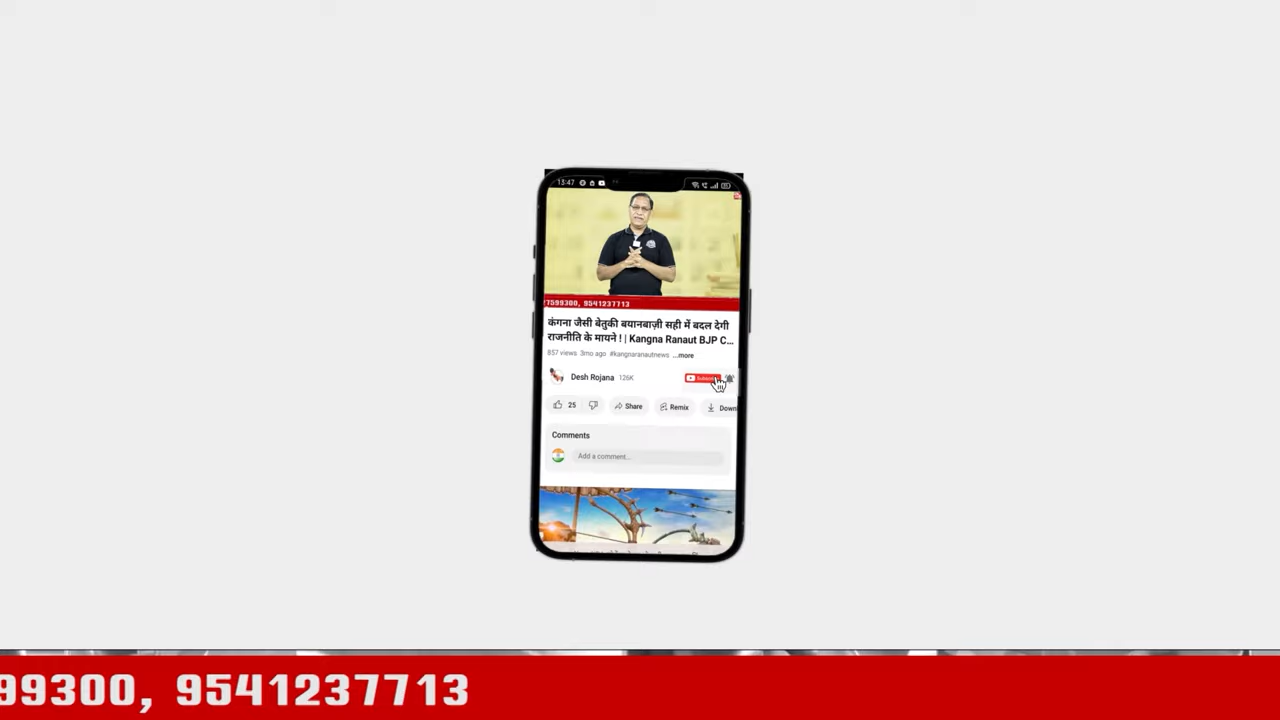 13:47
7599300, 9541237713
कंगना जैसी बेतुकी बयानबाज़ी सही में बदल देगी
राजनीति के मायने ! | Kangna Ranaut BJP C...
857 views 3mo ago #kangnaranautnews ...more
Desh Rojana 126K
25 Share Remix Down
Comments
Add a comment...
99300, 9541237713